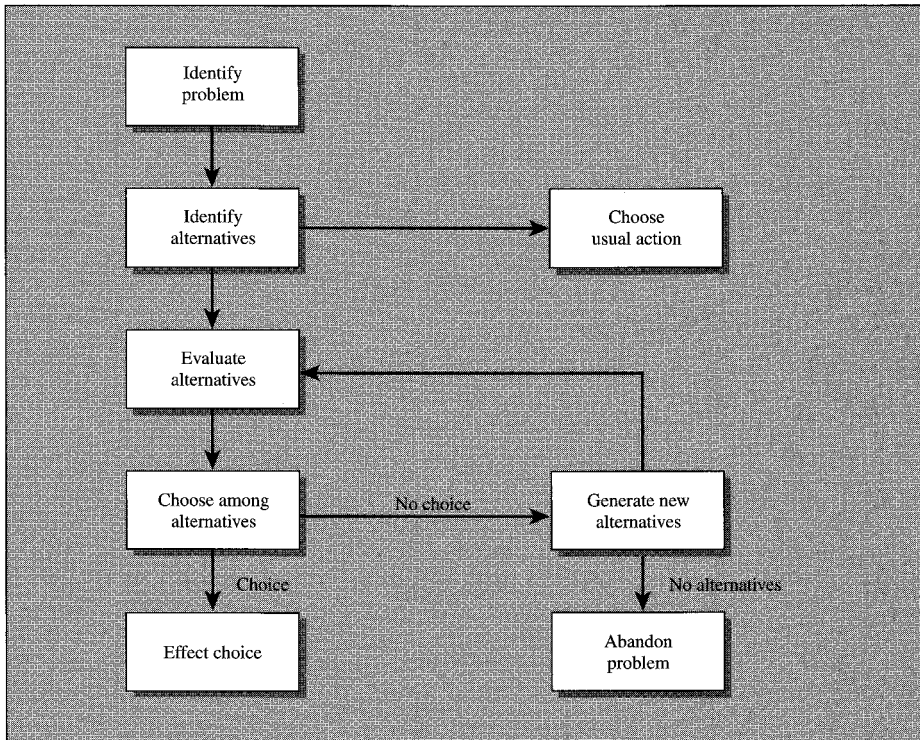 Identify
problem
Identify
alternatives
Choose
usual action
Evaluate
alternatives
Choose among
alternatives
No choice
Generate new
alternatives
Choice
No alternatives
Effect choice
Abandon
problem